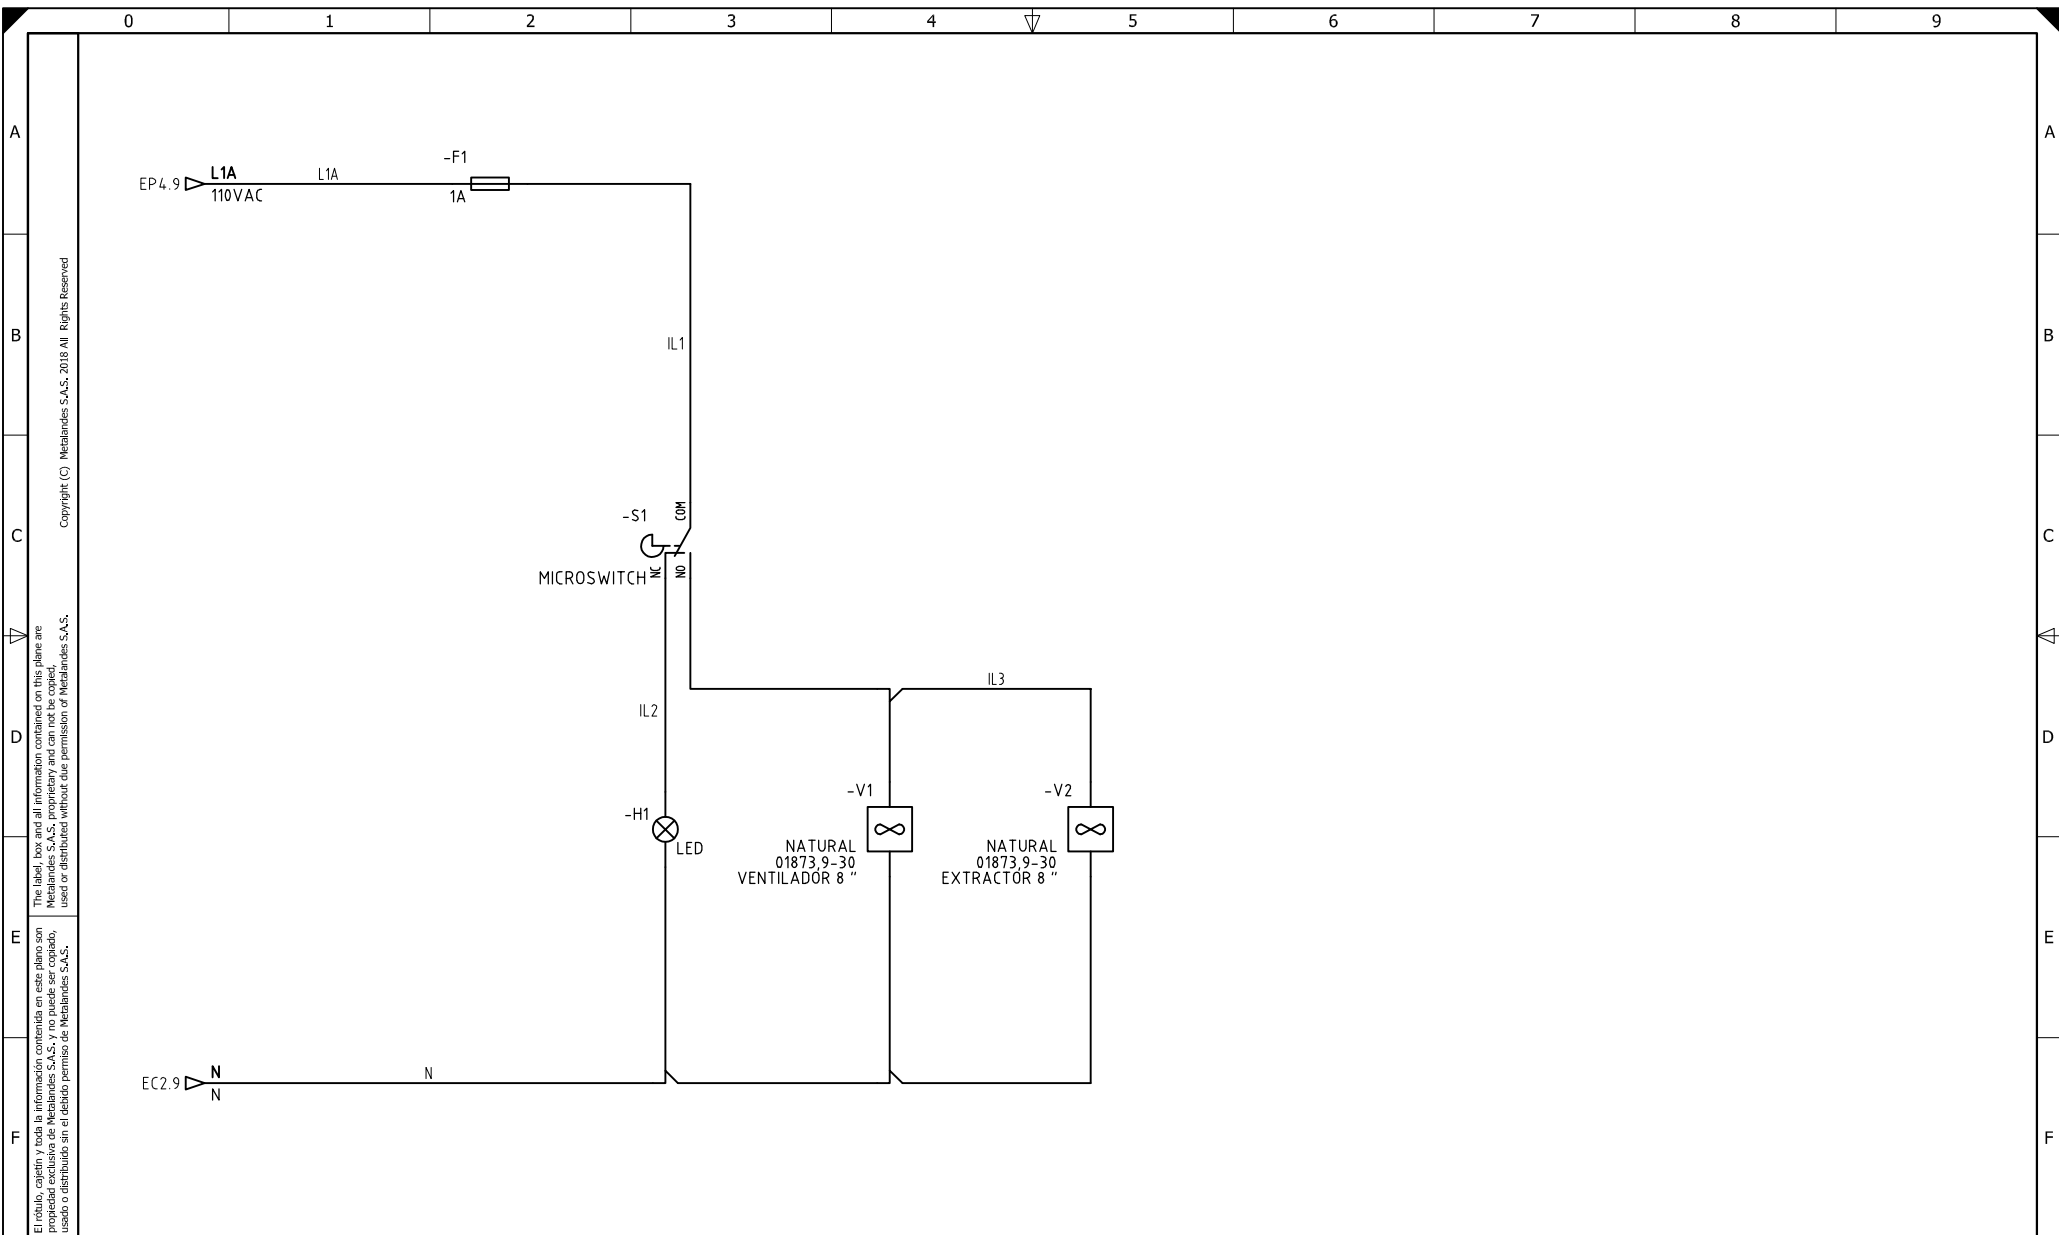 0 1 2 3 4 5 6 7 8 9
A A
B B
C C
D D
E E
F F
-F1
EP4.9 L1A L1A
110VAC 1A
IL1
-S1 COM
MICROSWITCH NC NO
IL3
IL2
-V1 -V2
-H1
LED
NATURAL
01873,9-30
VENTILADOR 8 "
NATURAL
01873,9-30
EXTRACTOR 8 "
EC2.9 N N
N
Copyright (C) Metalandes S.A.S. 2018 All Rights Reserved
The label, box and all information contained on this plane are
Metalandes S.A.S. proprietary and can not be copied,
used or distributed without due permission of Metalandes S.A.S.
El rótulo, cajetín y toda la información contenida en este plano son
propiedad exclusiva de Metalandes S.A.S. y no puede ser copiado,
usado o distribuido sin el debido permiso de Metalandes S.A.S.